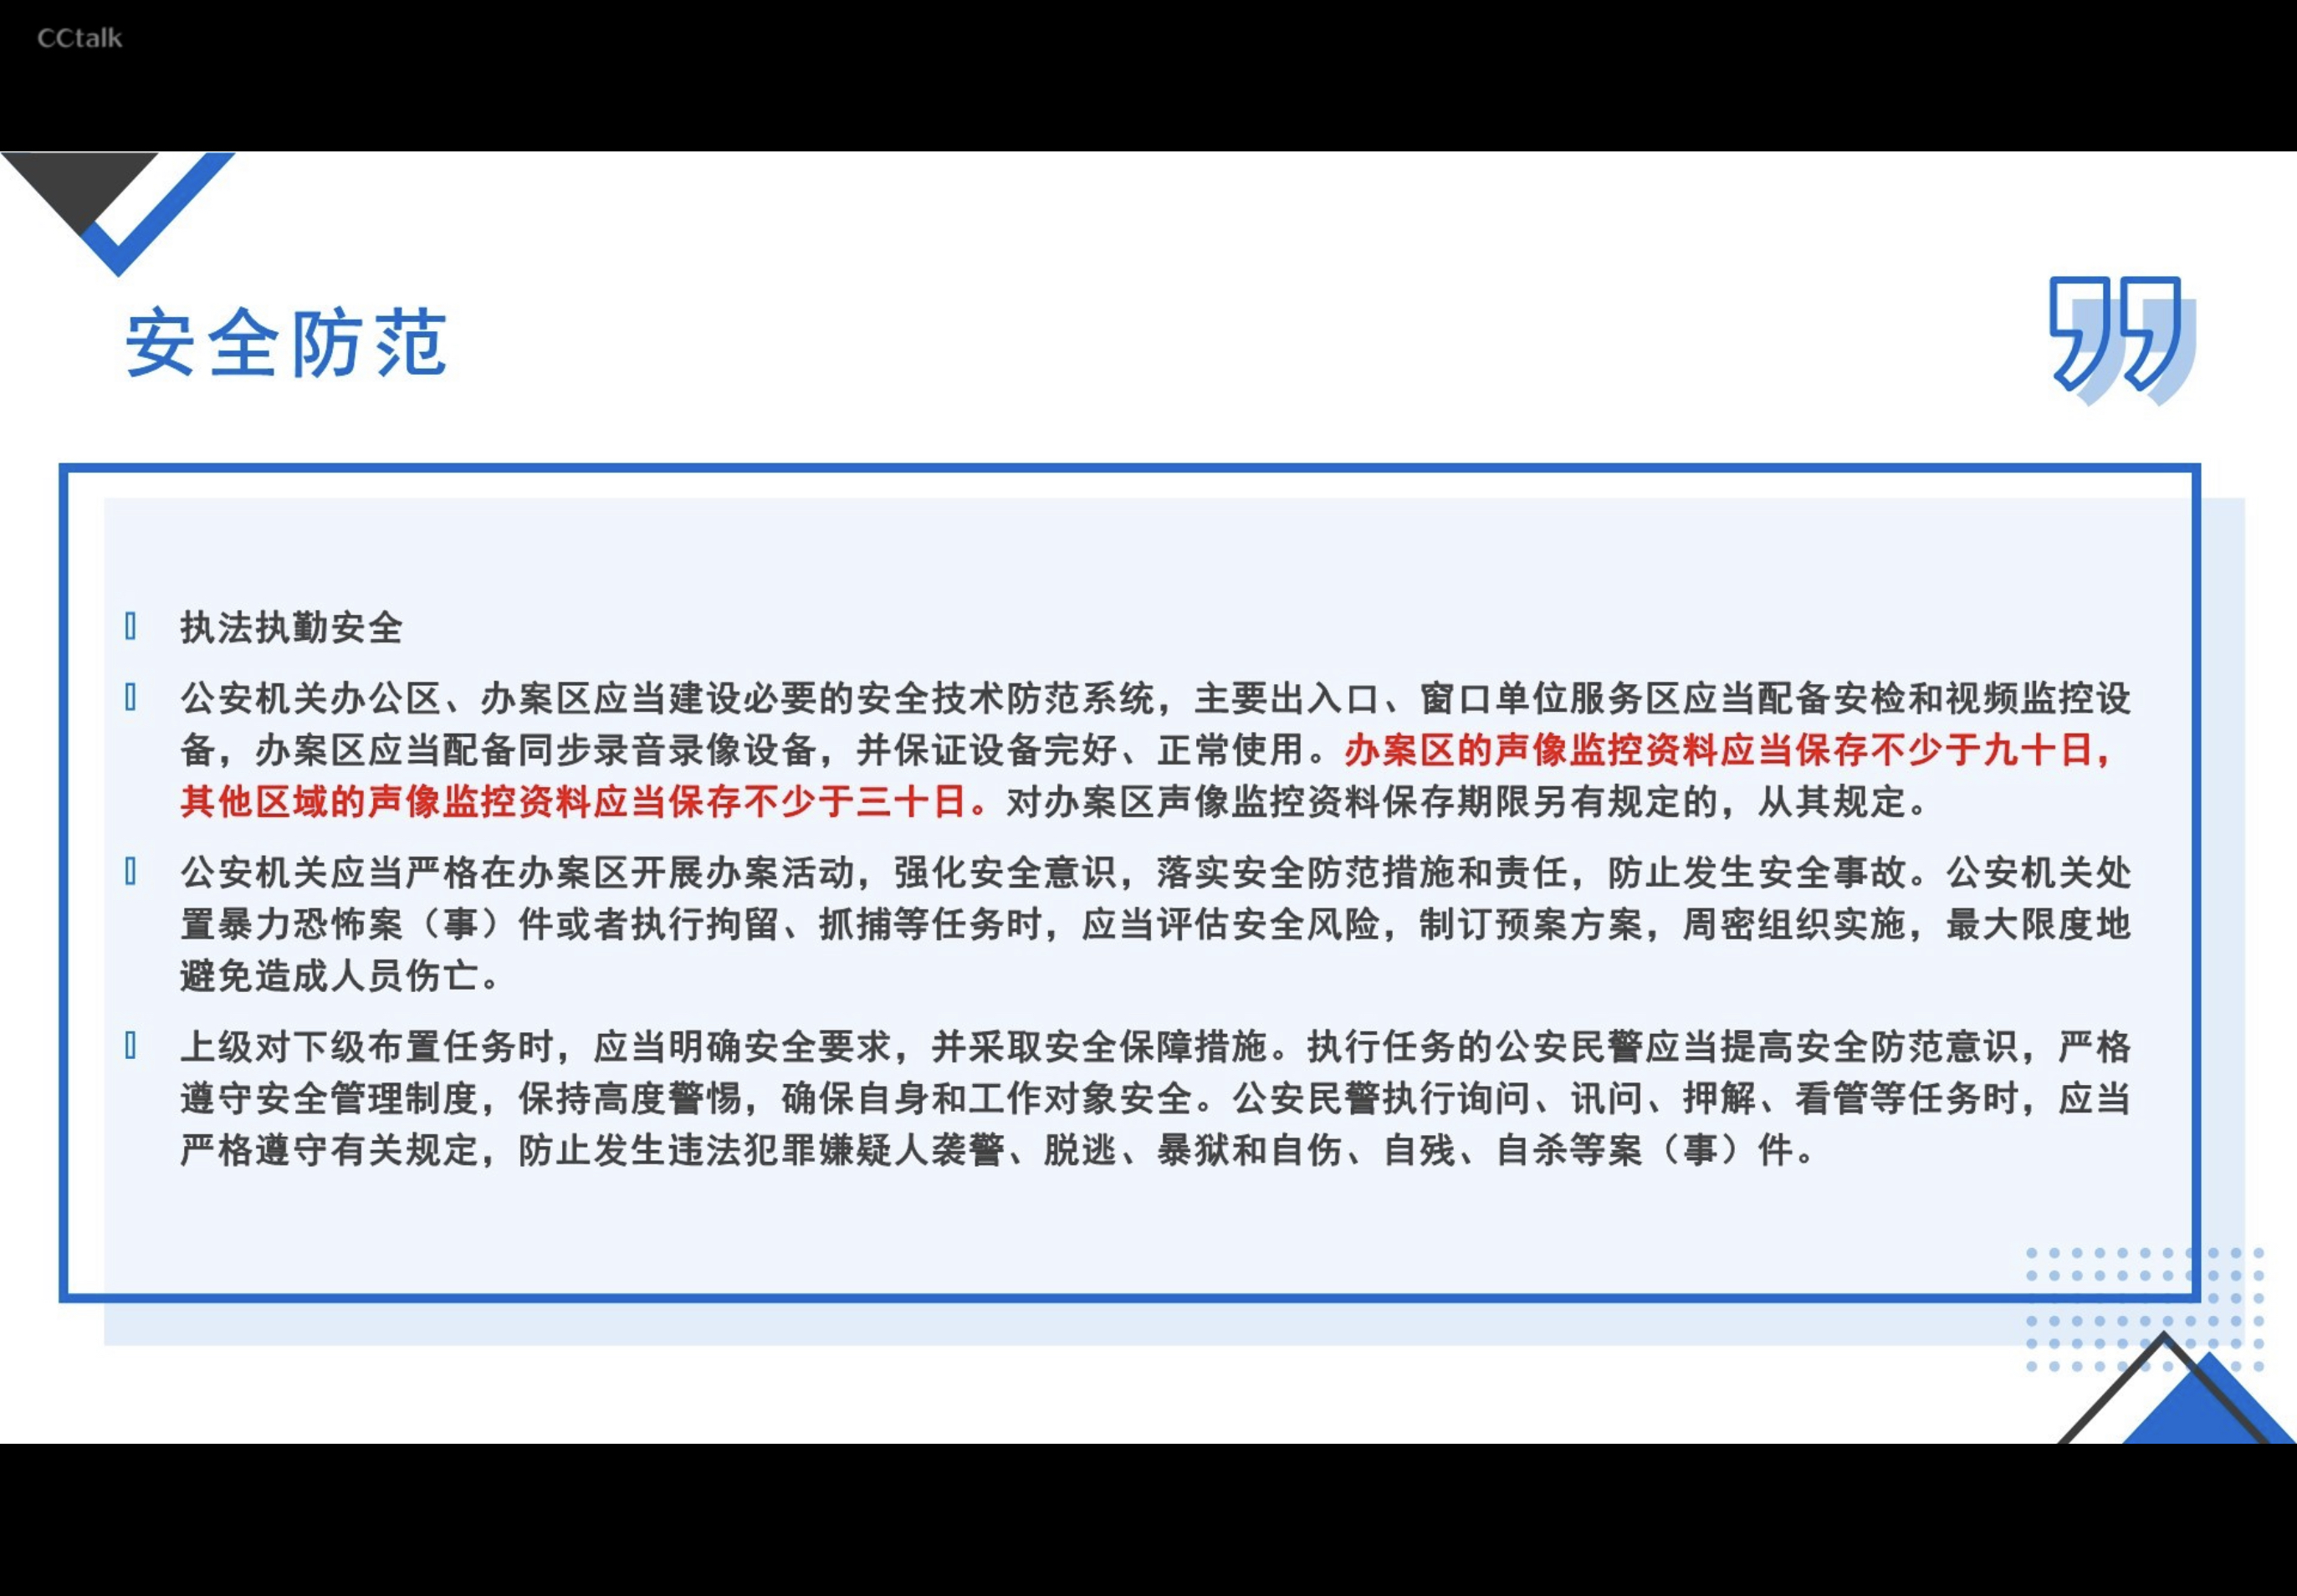 CCtalk
安全防范
执法执勤安全
公安机关办公区、办案区应当建设必要的安全技术防范系统，主要出入口、窗口单位服务区应当配备安检和视频监控设
备，办案区应当配备同步录音录像设备，并保证设备完好、正常使用。办案区的声像监控资料应当保存不少于九十日，
其他区域的声像监控资料应当保存不少于三十日。对办案区声像监控资料保存期限另有规定的，从其规定。
公安机关应当严格在办案区开展办案活动，强化安全意识，落实安全防范措施和责任，防止发生安全事故。公安机关处
置暴力恐怖案（事）件或者执行拘留、抓捕等任务时，应当评估安全风险，制订预案方案，周密组织实施，最大限度地
避免造成人员伤亡。
上级对下级布置任务时，应当明确安全要求，并采取安全保障措施。执行任务的公安民警应当提高安全防范意识，严格
遵守安全管理制度，保持高度警惕，确保自身和工作对象安全。公安民警执行询问、讯问、押解、看管等任务时，应当
严格遵守有关规定，防止发生违法犯罪嫌疑人袭警、脱逃、暴狱和自伤、自残、自杀等案（事）件。